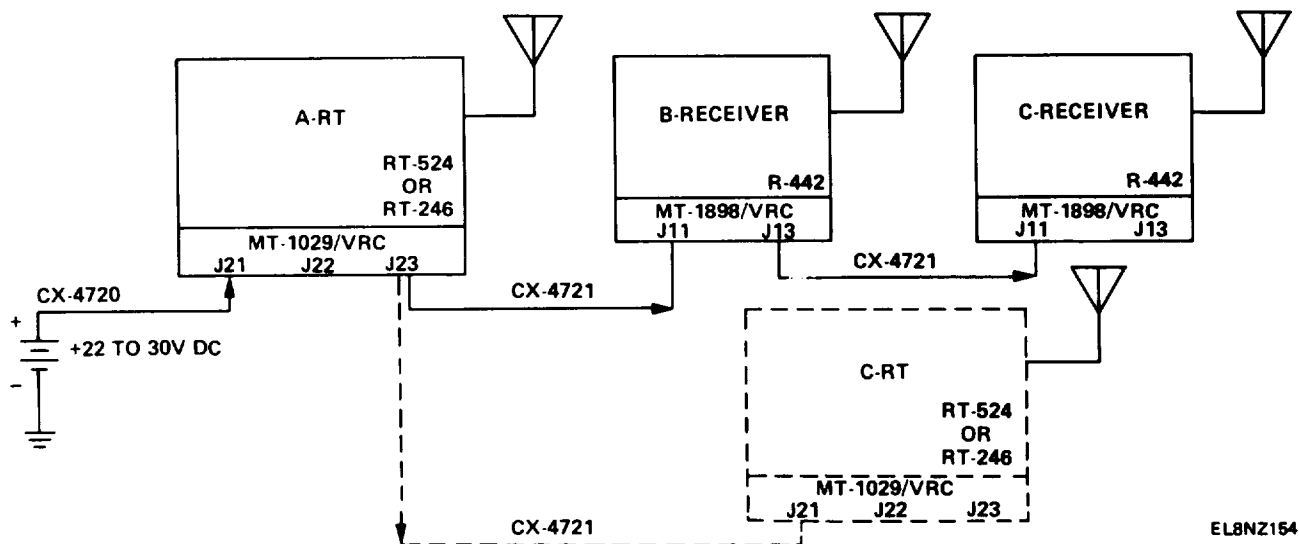 A-RT
RT-524
OR
RT-246
MT-1029/VRC
J21 J22 J23
B-RECEIVER
R-442
MT-1898/VRC
J11 J13
C-RECEIVER
R-442
MT-1898/VRC
J11 J13
CX-4720
CX-4721
CX-4721
+
+22 TO 30V DC
-
C-RT
RT-524
OR
RT-246
MT-1029/VRC
J21 J22 J23
CX-4721
EL8NZ154